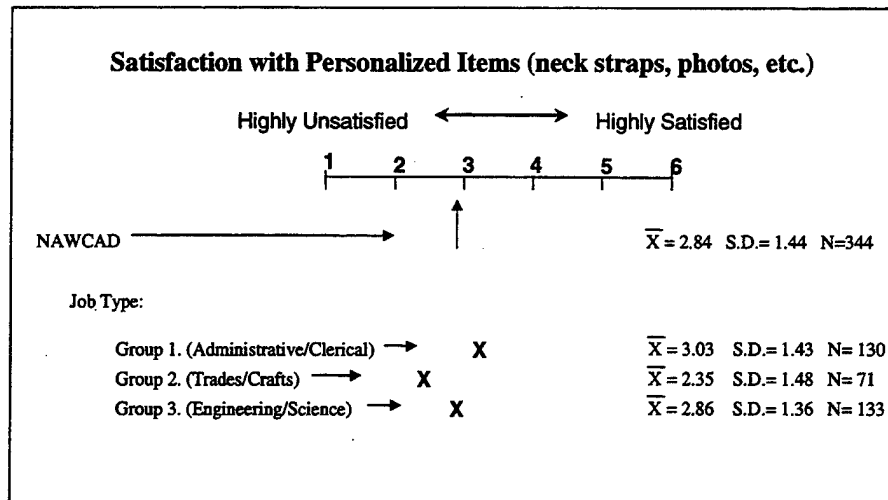 Satisfaction with Personalized Items (neck straps, photos, etc.)
Highly Unsatisfied Highly Satisfied
1 2 3 4 5 6
NAWCAD X̄ = 2.84 S.D.= 1.44 N=344
Job Type:
Group 1. (Administrative/Clerical) X X̄ = 3.03 S.D.= 1.43 N= 130
Group 2. (Trades/Crafts) X X̄ = 2.35 S.D.= 1.48 N= 71
Group 3. (Engineering/Science) X X̄ = 2.86 S.D.= 1.36 N= 133